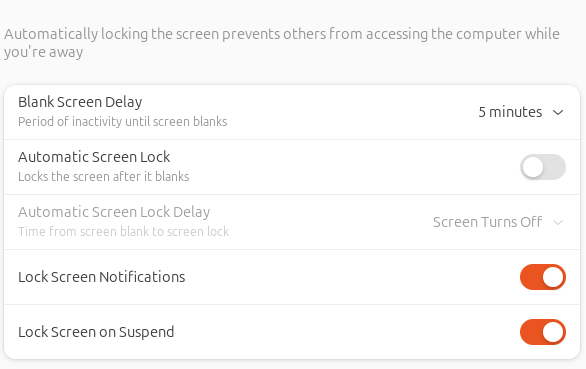 Automatically locking the screen prevents others from accessing the computer while
you're away
Blank Screen Delay
Period of inactivity until screen blanks
5 minutes
Automatic Screen Lock
Locks the screen after it blanks
Automatic Screen Lock Delay
Time from screen blank to screen lock
Screen Turns Off
Lock Screen Notifications
Lock Screen on Suspend